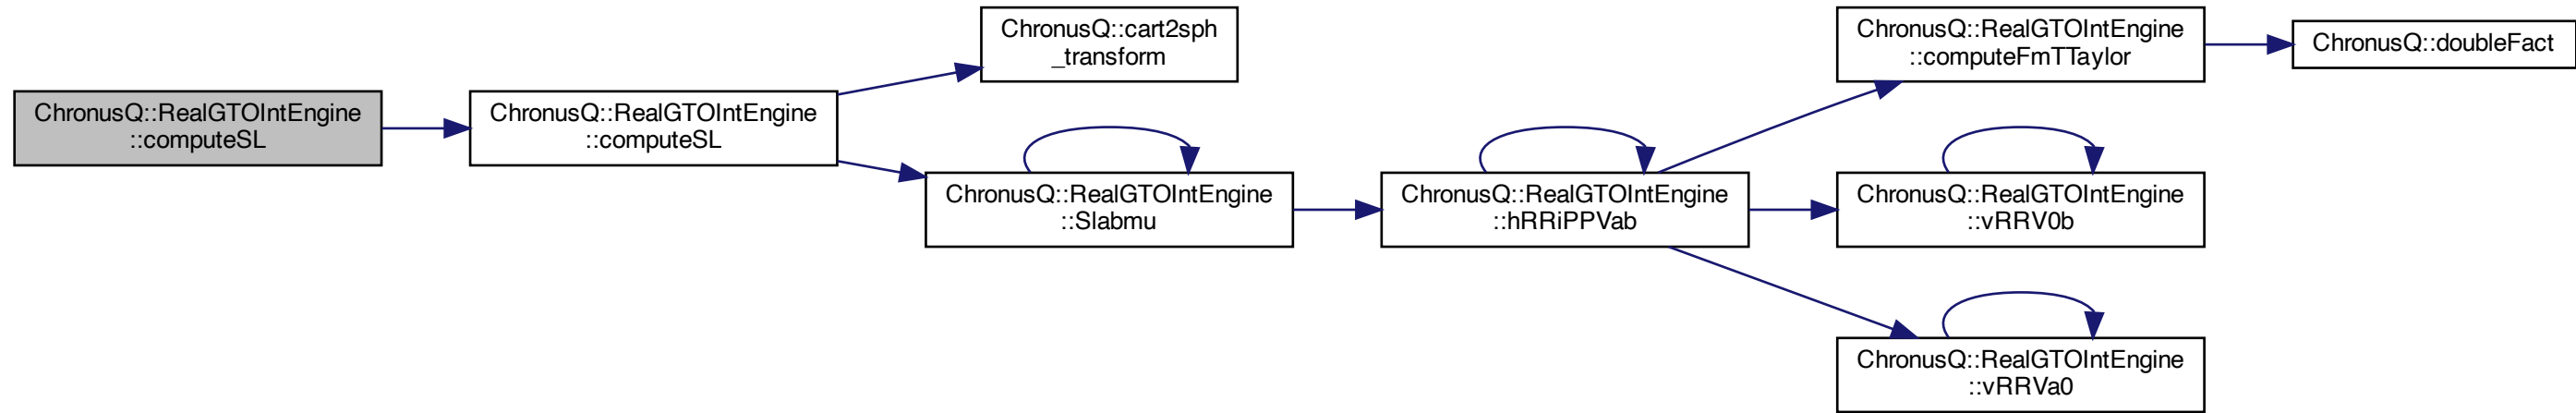 ChronusQ::RealGTOIntEngine
::computeSL
ChronusQ::RealGTOIntEngine
::computeSL
ChronusQ::cart2sph
_transform
ChronusQ::RealGTOIntEngine
::Slabmu
ChronusQ::RealGTOIntEngine
::hRRiPPVab
ChronusQ::RealGTOIntEngine
::computeFmTTaylor
ChronusQ::doubleFact
ChronusQ::RealGTOIntEngine
::vRRV0b
ChronusQ::RealGTOIntEngine
::vRRVa0